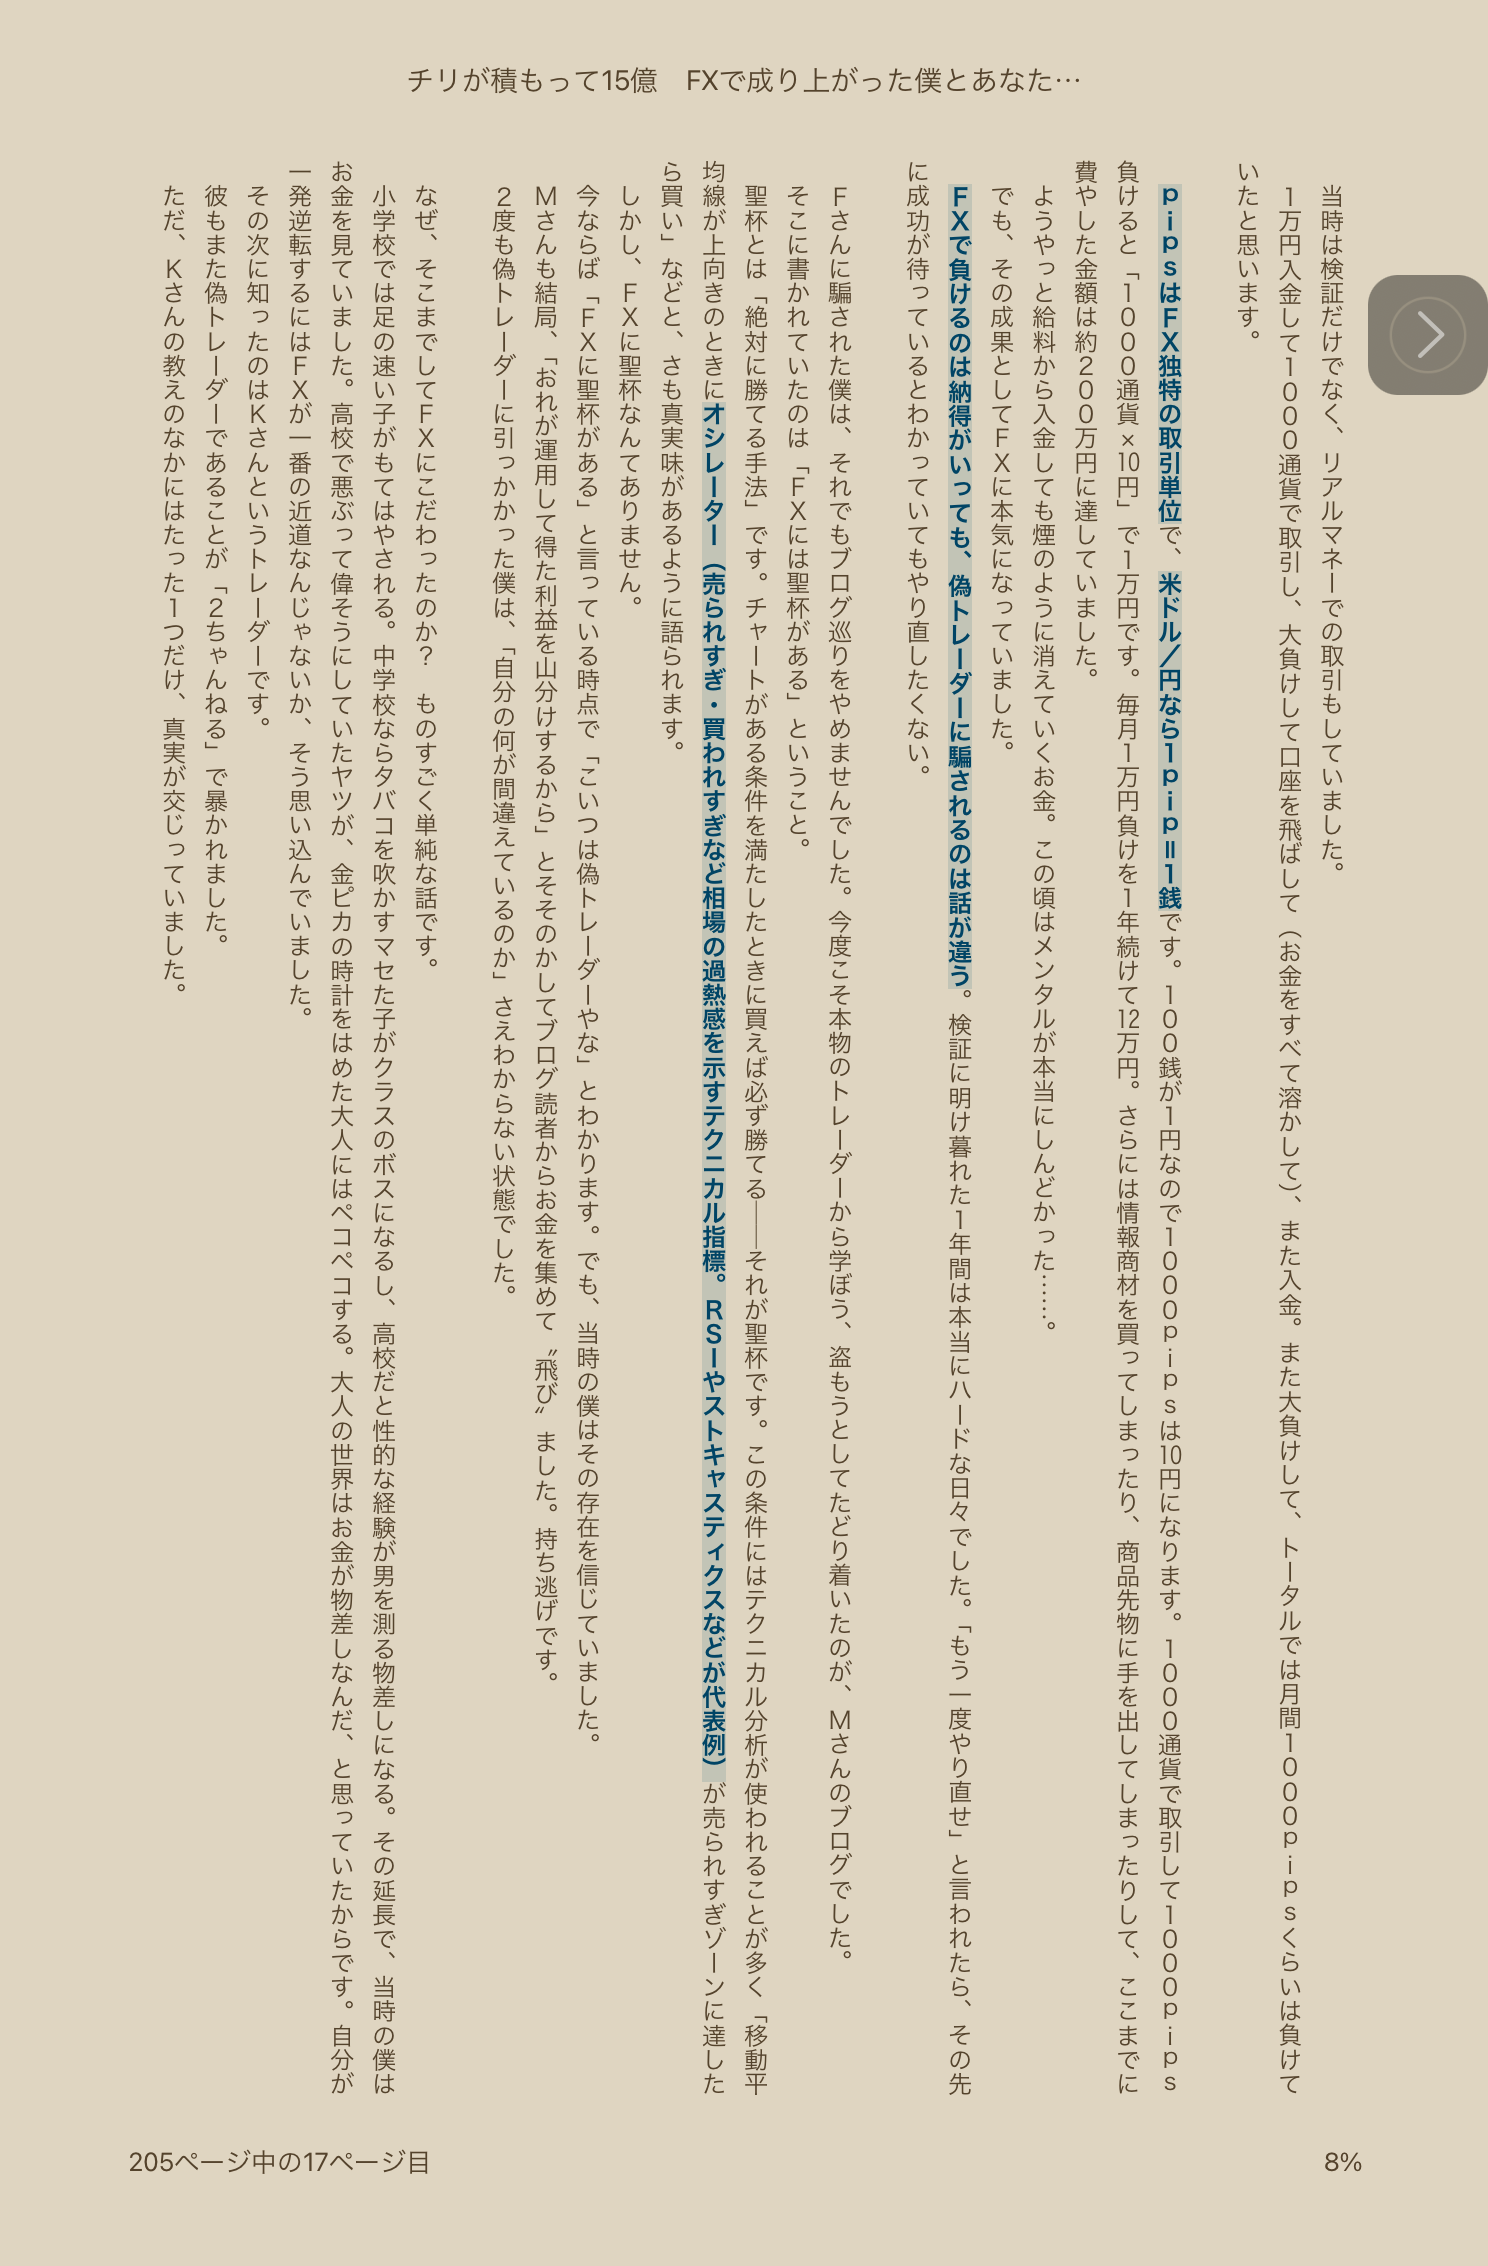 チリが積もって15億　FXで成り上がった僕とあなた…
　当時は検証だけでなく、リアルマネーでの取引もしていました。
　１万円入金して１０００通貨で取引し、大負けして口座を飛ばして（お金をすべて溶かして）、また入金。また大負けして、トータルでは月間１０００ｐｉｐｓくらいは負けて
いたと思います。
　ｐｉｐｓはＦＸ独特の取引単位で、米ドル／円なら１ｐｉｐ＝１銭です。１００銭が１円なので１０００ｐｉｐｓは10円になります。１０００通貨で取引して１０００ｐｉｐｓ
負けると「１０００通貨×10円」で１万円です。毎月１万円負けを１年続けて12万円。さらには情報商材を買ってしまったり、商品先物に手を出してしまったりして、ここまでに
費やした金額は約２００万円に達していました。
　ようやっと給料から入金しても煙のように消えていくお金。この頃はメンタルが本当にしんどかった……。
　でも、その成果としてＦＸに本気になっていました。
　ＦＸで負けるのは納得がいっても、偽トレーダーに騙されるのは話が違う。検証に明け暮れた１年間は本当にハードな日々でした。「もう一度やり直せ」と言われたら、その先
に成功が待っているとわかっていてもやり直したくない。
　Ｆさんに騙された僕は、それでもブログ巡りをやめませんでした。今度こそ本物のトレーダーから学ぼう、盗もうとしてたどり着いたのが、Ｍさんのブログでした。
　そこに書かれていたのは「ＦＸには聖杯がある」ということ。
　聖杯とは「絶対に勝てる手法」です。チャートがある条件を満たしたときに買えば必ず勝てる――それが聖杯です。この条件にはテクニカル分析が使われることが多く「移動平
均線が上向きのときにオシレーター（売られすぎ・買われすぎなど相場の過熱感を示すテクニカル指標。ＲＳＩやストキャスティクスなどが代表例）が売られすぎゾーンに達した
ら買い」などと、さも真実味があるように語られます。
　しかし、ＦＸに聖杯なんてありません。
　今ならば「ＦＸに聖杯がある」と言っている時点で「こいつは偽トレーダーやな」とわかります。でも、当時の僕はその存在を信じていました。
　Ｍさんも結局、「おれが運用して得た利益を山分けするから」とそそのかしてブログ読者からお金を集めて〝飛び〟ました。持ち逃げです。
　２度も偽トレーダーに引っかかった僕は、「自分の何が間違えているのか」さえわからない状態でした。
　なぜ、そこまでしてＦＸにこだわったのか？　ものすごく単純な話です。
　小学校では足の速い子がもてはやされる。中学校ならタバコを吹かすマセた子がクラスのボスになるし、高校だと性的な経験が男を測る物差しになる。その延長で、当時の僕は
お金を見ていました。高校で悪ぶって偉そうにしていたヤツが、金ピカの時計をはめた大人にはペコペコする。大人の世界はお金が物差しなんだ、と思っていたからです。自分が
一発逆転するにはＦＸが一番の近道なんじゃないか、そう思い込んでいました。
　その次に知ったのはＫさんというトレーダーです。
　彼もまた偽トレーダーであることが「２ちゃんねる」で暴かれました。
　ただ、Ｋさんの教えのなかにはたった１つだけ、真実が交じっていました。
205ページ中の17ページ目
8%